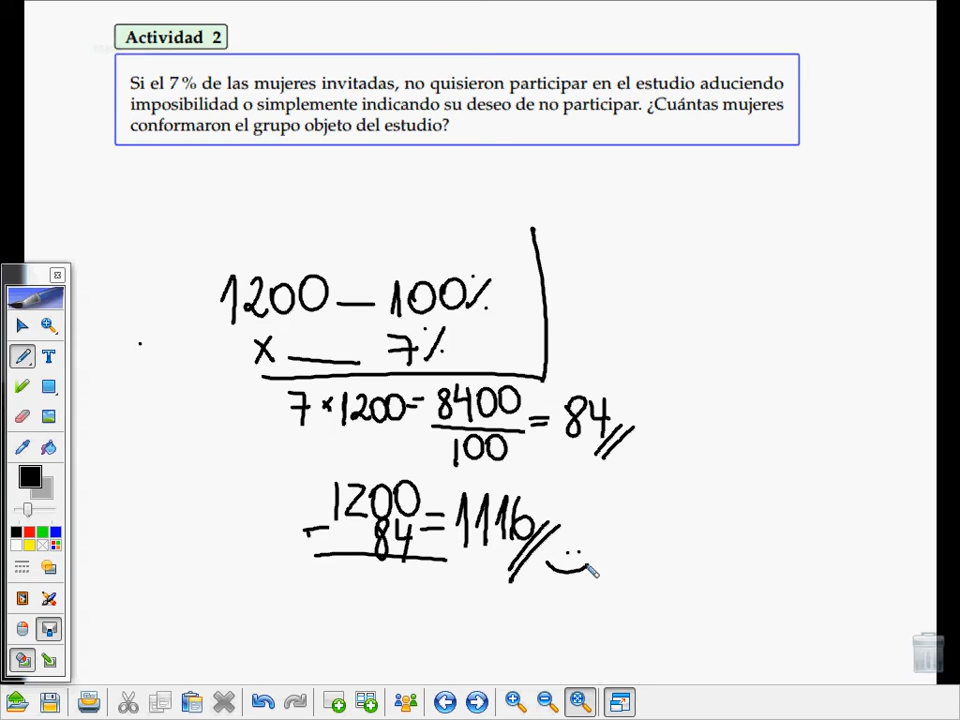 Actividad 2
Si el 7% de las mujeres invitadas, no quisieron participar en el estudio aduciendo
imposibilidad o simplemente indicando su deseo de no participar. ¿Cuántas mujeres
conformaron el grupo objeto del estudio?
1200 — 100%
x ___ 7%
7 x 1200 = 8400 = 84 //
100
1200 = 1116 //
- 84
T